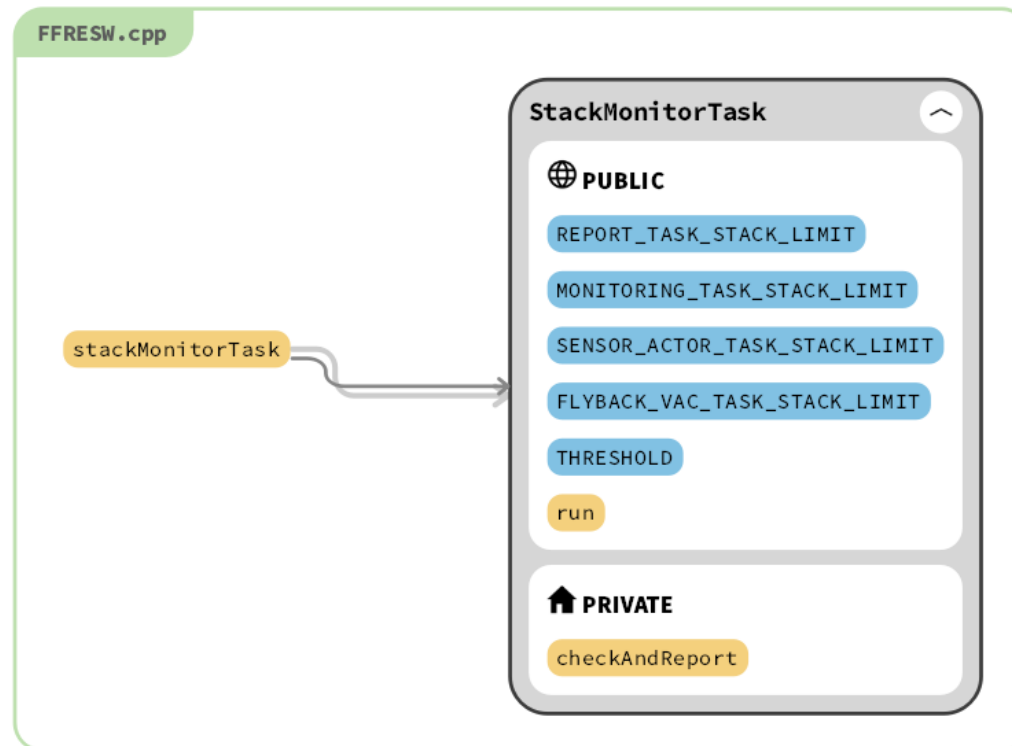 FFRESW.cpp
StackMonitorTask
PUBLIC
REPORT_TASK_STACK_LIMIT
MONITORING_TASK_STACK_LIMIT
stackMonitorTask
SENSOR_ACTOR_TASK_STACK_LIMIT
FLYBACK_VAC_TASK_STACK_LIMIT
THRESHOLD
run
PRIVATE
checkAndReport